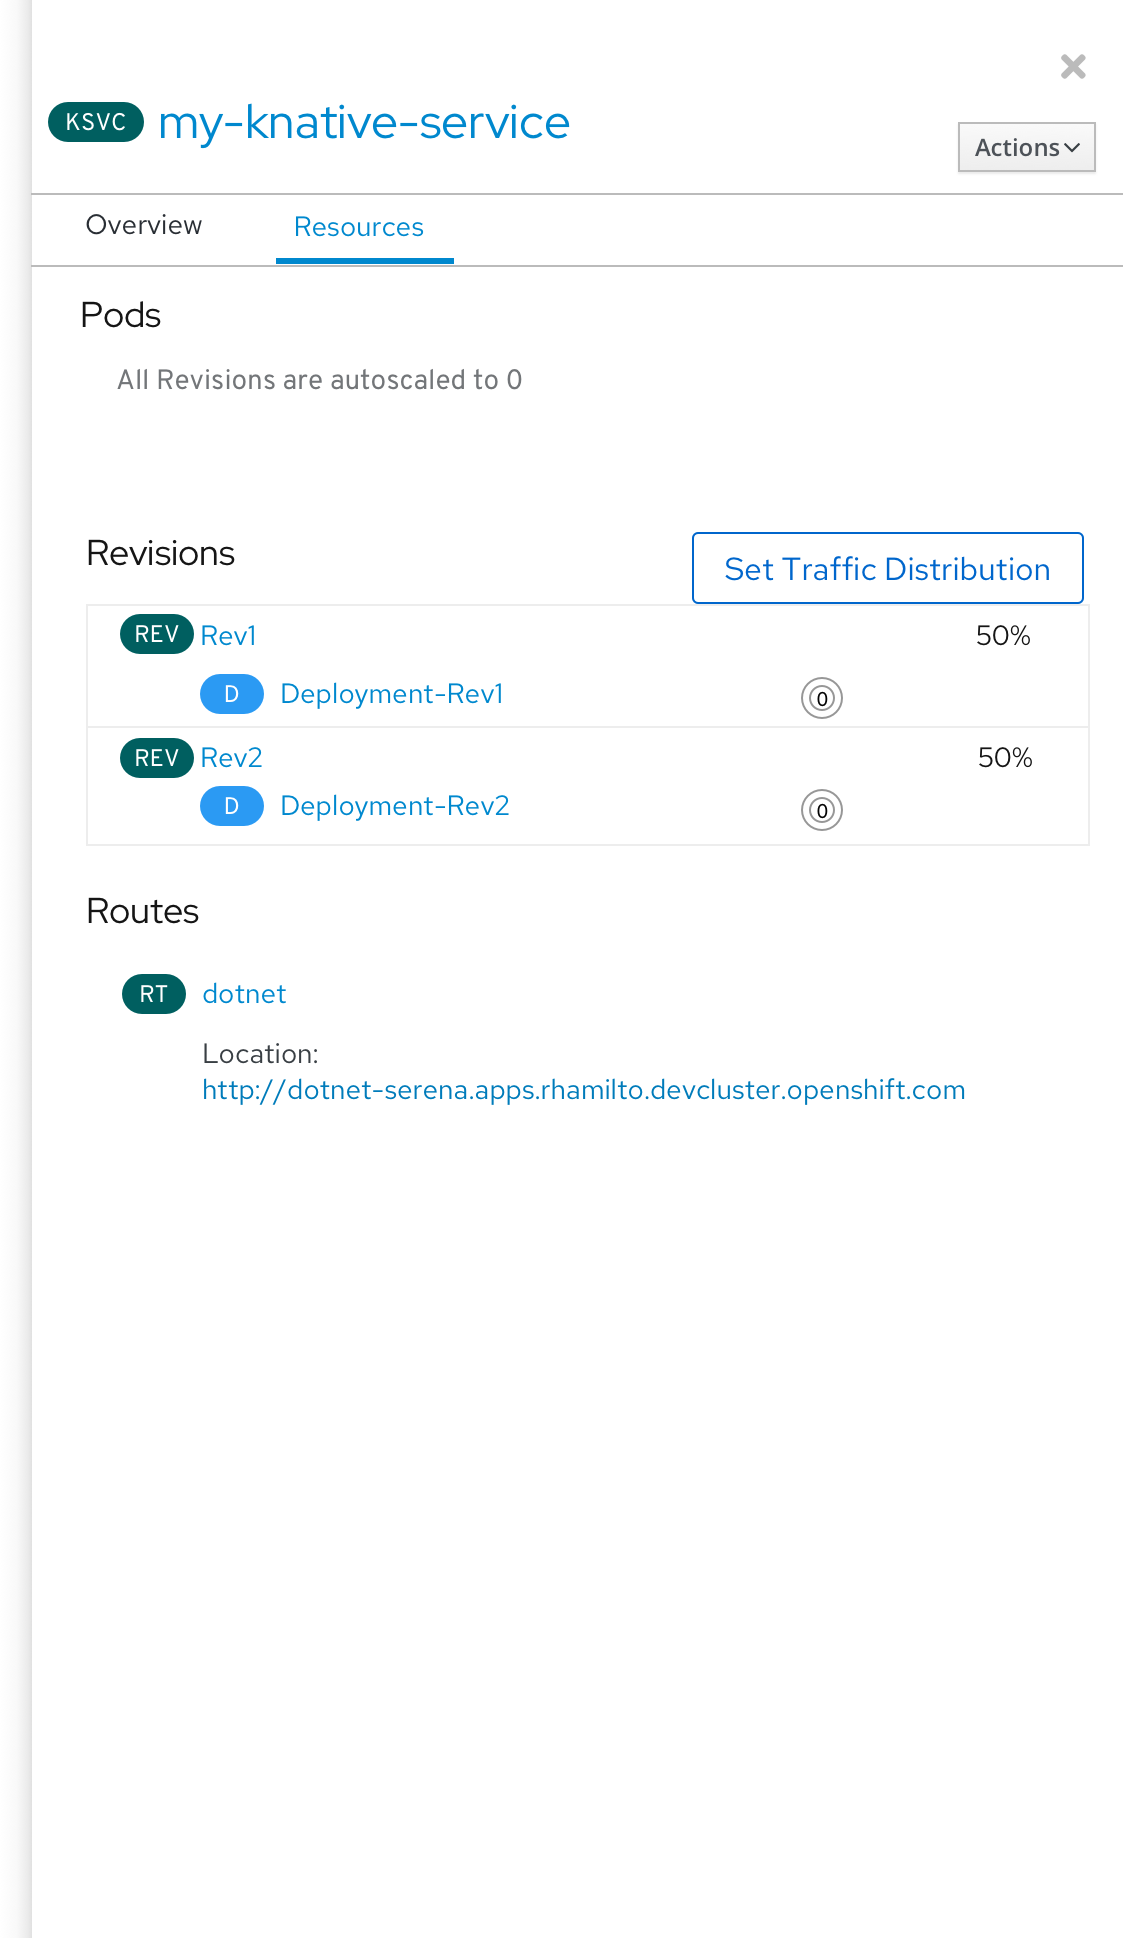 KSVC my-knative-service
Actions
Overview Resources
Pods
All Revisions are autoscaled to 0
Revisions
Set Traffic Distribution
REV Rev1 50%
D Deployment-Rev1 0
REV Rev2 50%
D Deployment-Rev2 0
Routes
RT dotnet
Location:
http://dotnet-serena.apps.rhamilto.devcluster.openshift.com